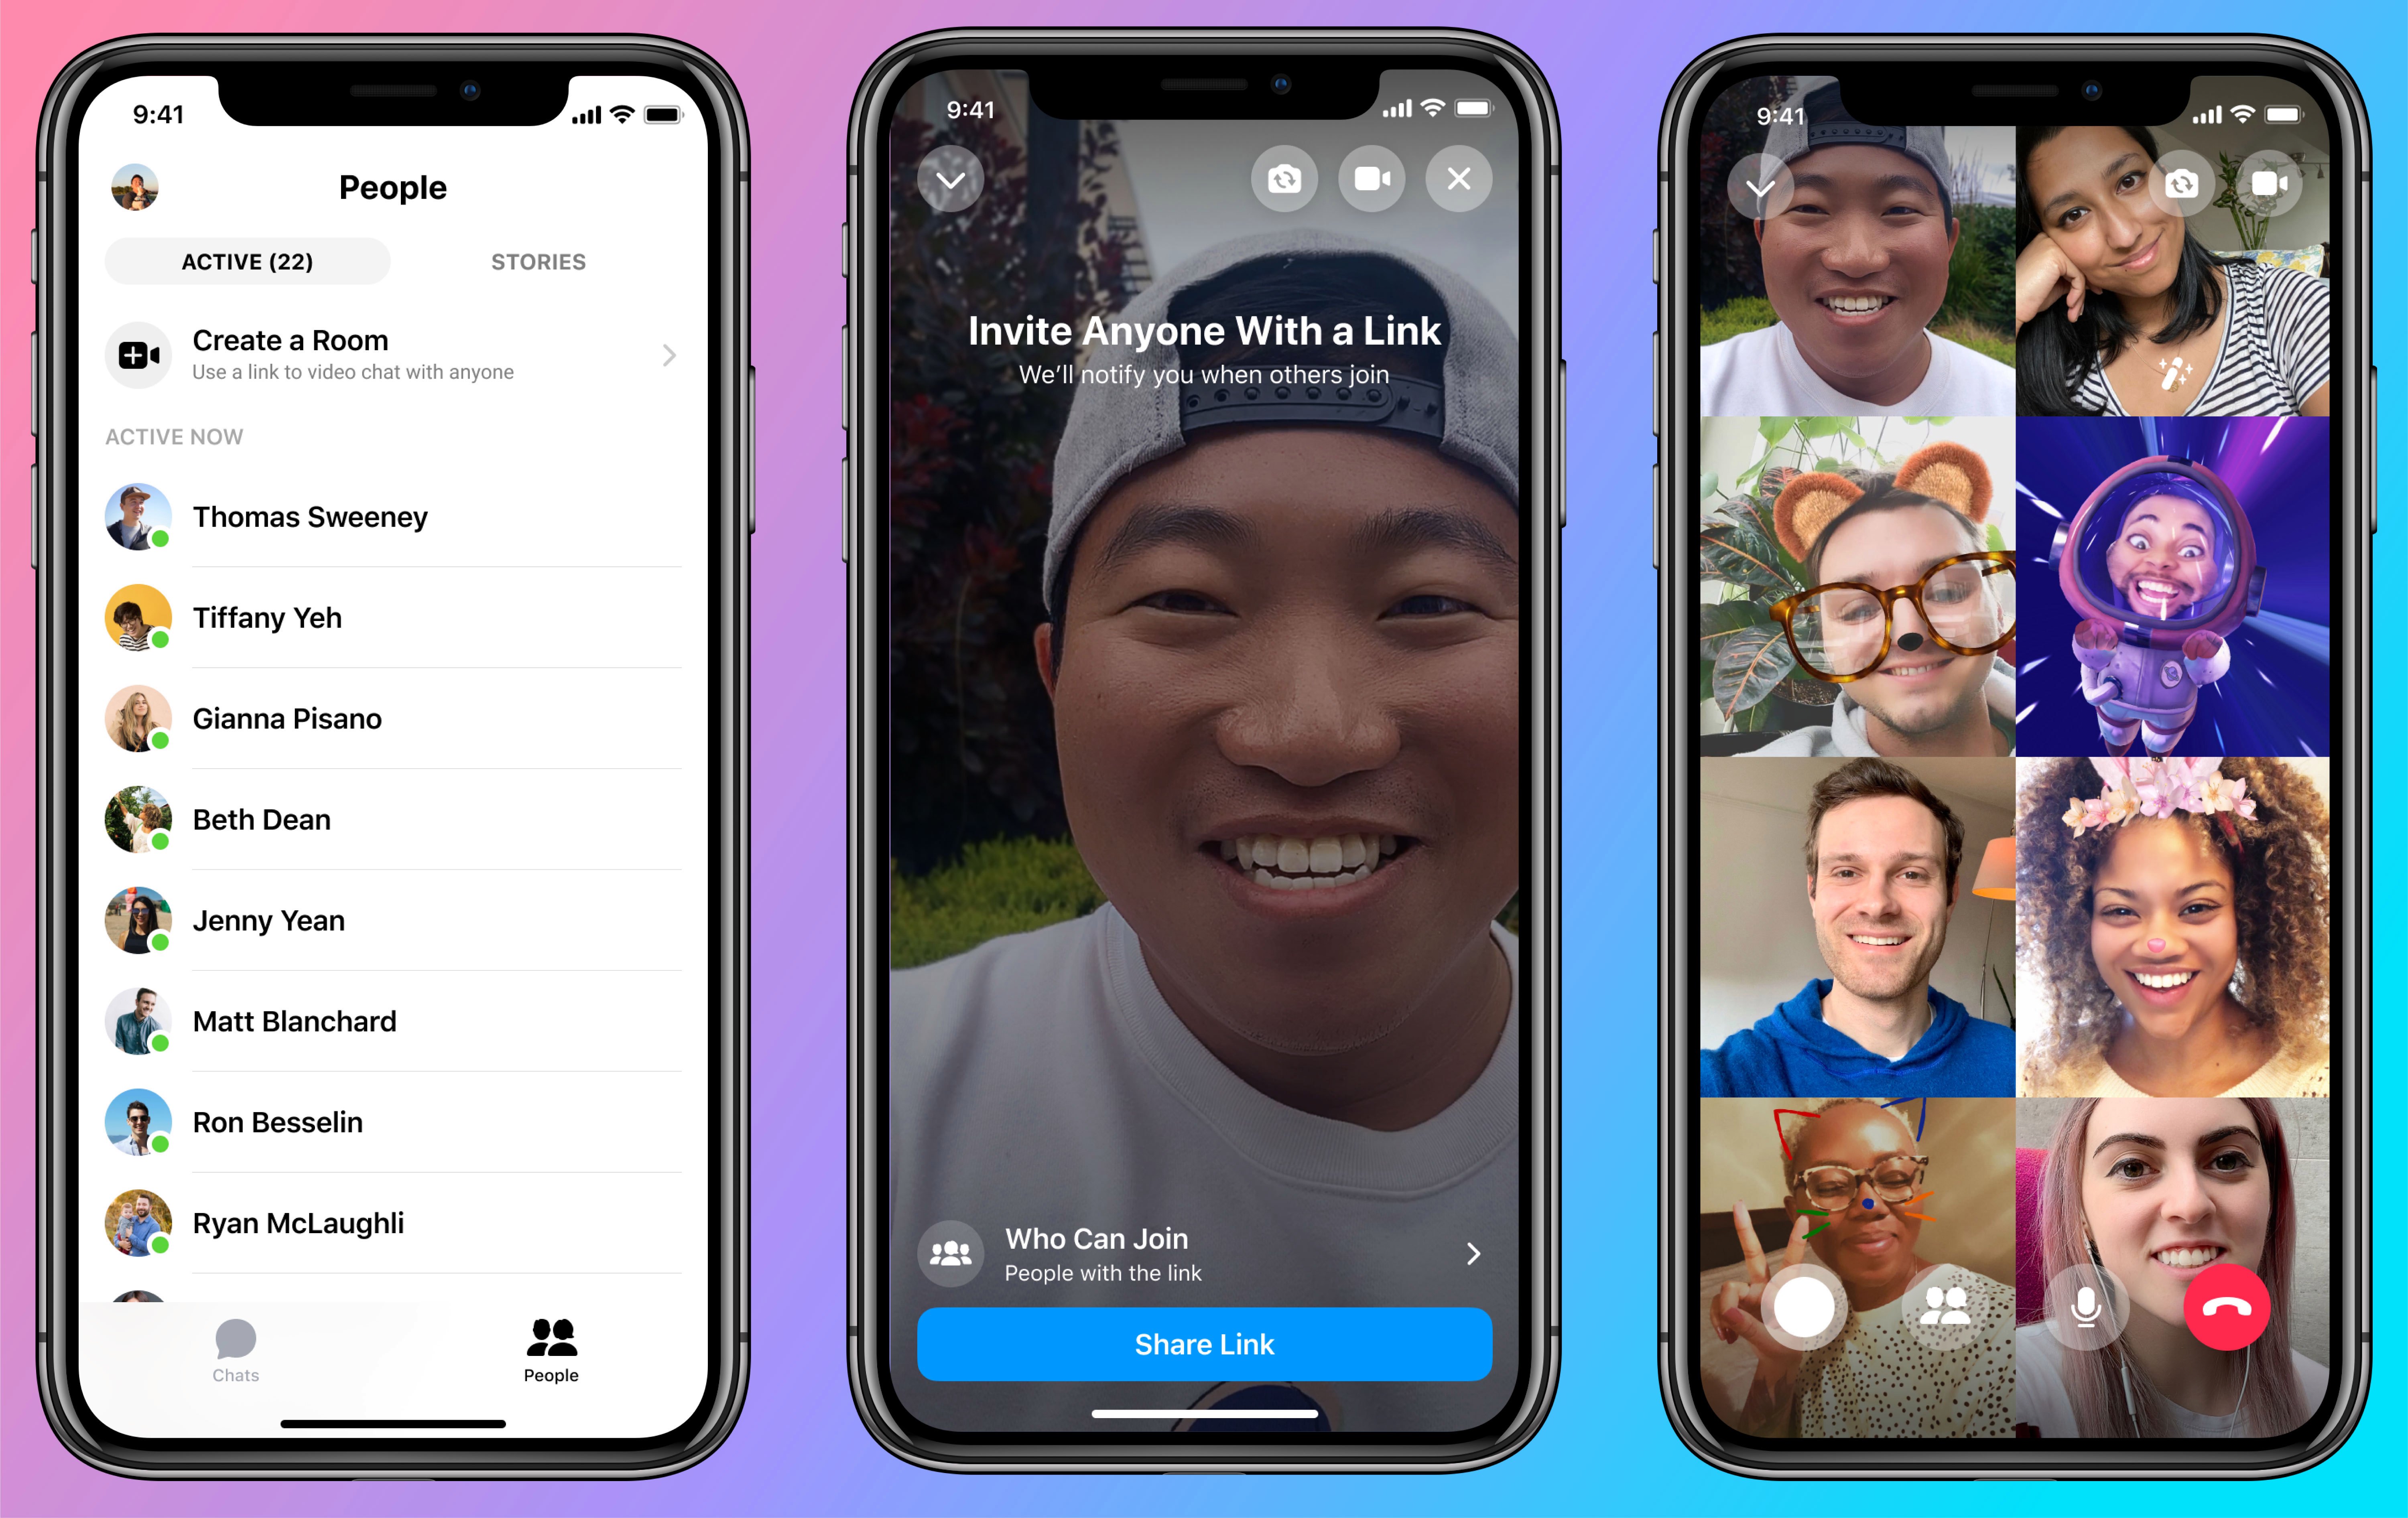 9:41
People
ACTIVE (22)
STORIES
Create a Room
Use a link to video chat with anyone
ACTIVE NOW
Thomas Sweeney
Tiffany Yeh
Gianna Pisano
Beth Dean
Jenny Yean
Matt Blanchard
Ron Besselin
Ryan McLaughli
Chats
People
9:41
Invite Anyone With a Link
We'll notify you when others join
Who Can Join
People with the link
Share Link
9:41